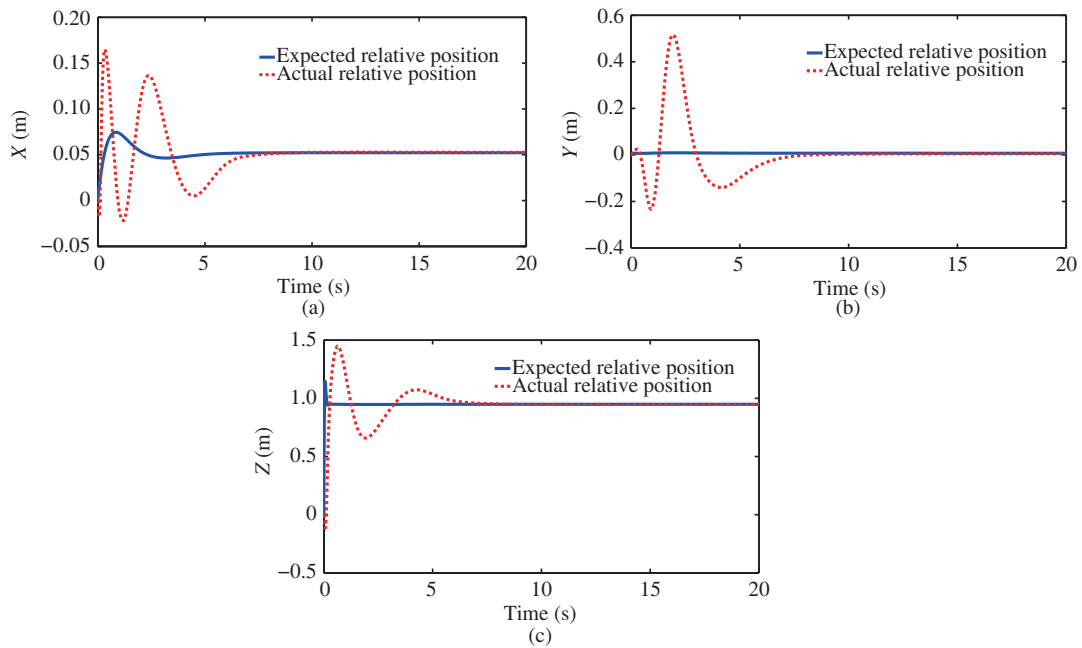 0.20
0.15
0.10
0.05
0
−0.05
X (m)
Expected relative position
Actual relative position
0 5 10 15 20
Time (s)
(a)
0.6
0.4
0.2
0
−0.2
−0.4
Y (m)
Expected relative position
Actual relative position
0 5 10 15 20
Time (s)
(b)
1.5
1.0
0.5
0
−0.5
Z (m)
Expected relative position
Actual relative position
0 5 10 15 20
Time (s)
(c)